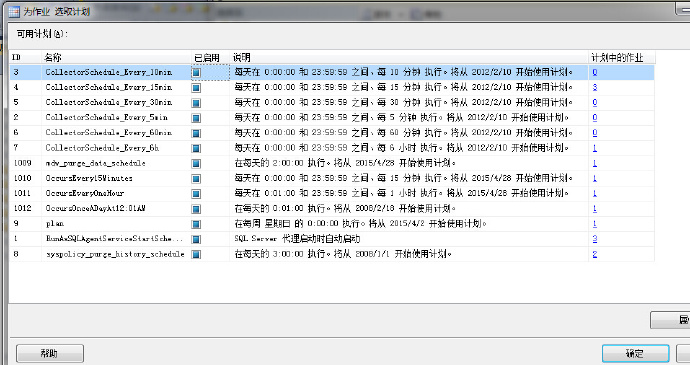 为作业 选取计划
可用计划(A):
ID 名称 已启用 说明 计划中的作业
3 CollectorSchedule_Every_10min 每天在 0:00:00 和 23:59:59 之间、每 10 分钟 执行。将从 2012/2/10 开始使用计划。 0
4 CollectorSchedule_Every_15min 每天在 0:00:00 和 23:59:59 之间、每 15 分钟 执行。将从 2012/2/10 开始使用计划。 3
5 CollectorSchedule_Every_30min 每天在 0:00:00 和 23:59:59 之间、每 30 分钟 执行。将从 2012/2/10 开始使用计划。 0
2 CollectorSchedule_Every_5min 每天在 0:00:00 和 23:59:59 之间、每 5 分钟 执行。将从 2012/2/10 开始使用计划。 0
6 CollectorSchedule_Every_60min 每天在 0:00:00 和 23:59:59 之间、每 60 分钟 执行。将从 2012/2/10 开始使用计划。 0
7 CollectorSchedule_Every_6h 每天在 0:00:00 和 23:59:59 之间、每 6 小时 执行。将从 2012/2/10 开始使用计划。 1
1009 mdw_purge_data_schedule 在每天的 2:00:00 执行。将从 2015/4/28 开始使用计划。 1
1010 OccursEvery15Minutes 每天在 0:00:00 和 23:59:59 之间、每 15 分钟 执行。将从 2015/4/28 开始使用计划。 1
1011 OccursEveryOneHour 每天在 0:01:00 和 23:59:59 之间、每 1 小时 执行。将从 2015/4/28 开始使用计划。 1
1012 OccursOnceADayAt12:01AM 在每天的 0:01:00 执行。将从 2008/2/18 开始使用计划。 1
9 plan 在每周 星期日 的 0:00:00 执行。将从 2015/4/2 开始使用计划。 1
1 RunAsSQLAgentServiceStartSche... SQL Server 代理启动时自动启动 3
8 syspolicy_purge_history_schedule 在每天的 3:00:00 执行。将从 2008/1/1 开始使用计划。 2
帮助 确定